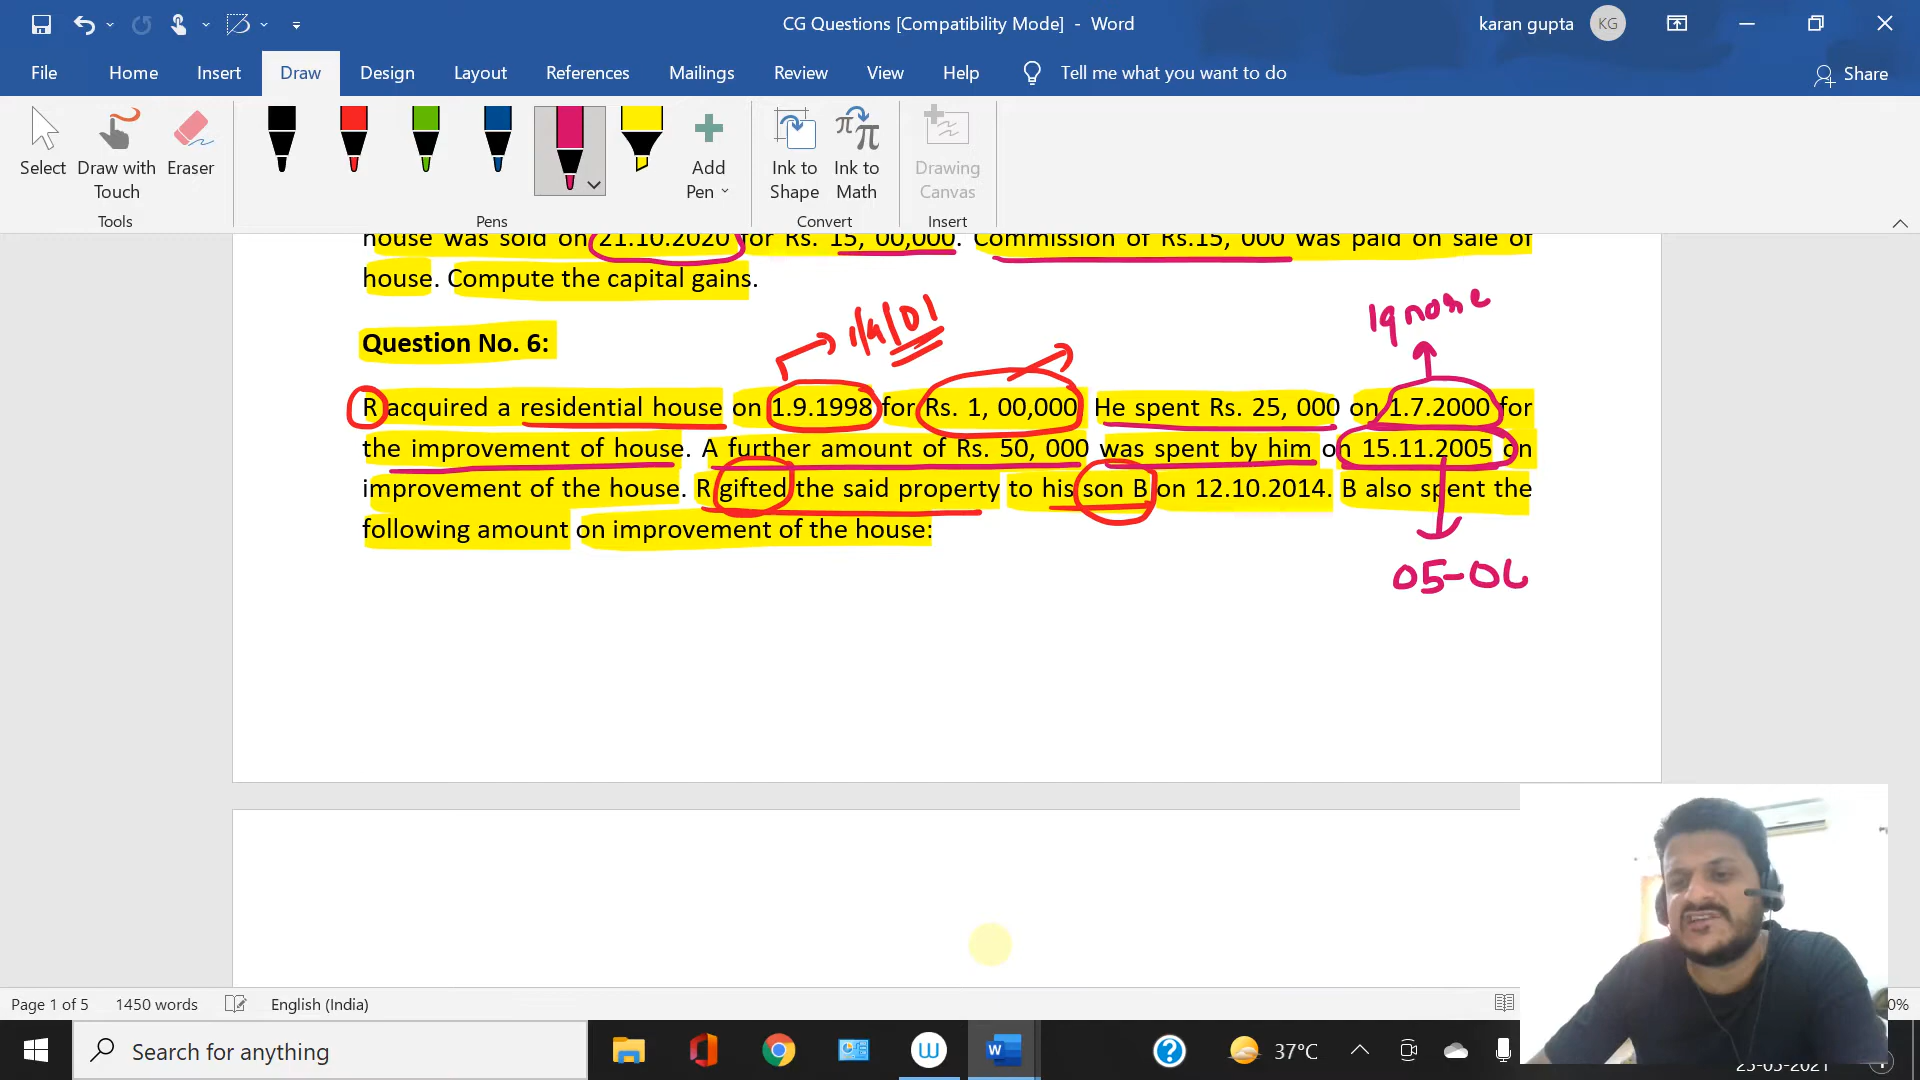 CG Questions [Compatibility Mode] - Word
karan gupta
KG
File Home Insert Draw Design Layout References Mailings Review View Help Tell me what you want to do
Share
Select
Draw with Touch
Eraser
Tools
Pens
Add Pen
Ink to Shape
Ink to Math
Convert
Drawing Canvas
Insert
house was sold on 21.10.2020 for Rs. 15, 00,000. Commission of Rs.15, 000 was paid on sale of
house. Compute the capital gains.
Ignore
1/4/01
Question No. 6:
R acquired a residential house on 1.9.1998 for Rs. 1, 00,000 He spent Rs. 25, 000 on 1.7.2000 for
the improvement of house. A further amount of Rs. 50, 000 was spent by him on 15.11.2005 on
improvement of the house. R gifted the said property to his son B on 12.10.2014. B also spent the
following amount on improvement of the house:
05-06
Page 1 of 5 1450 words English (India)
0%
Search for anything
W
37°C